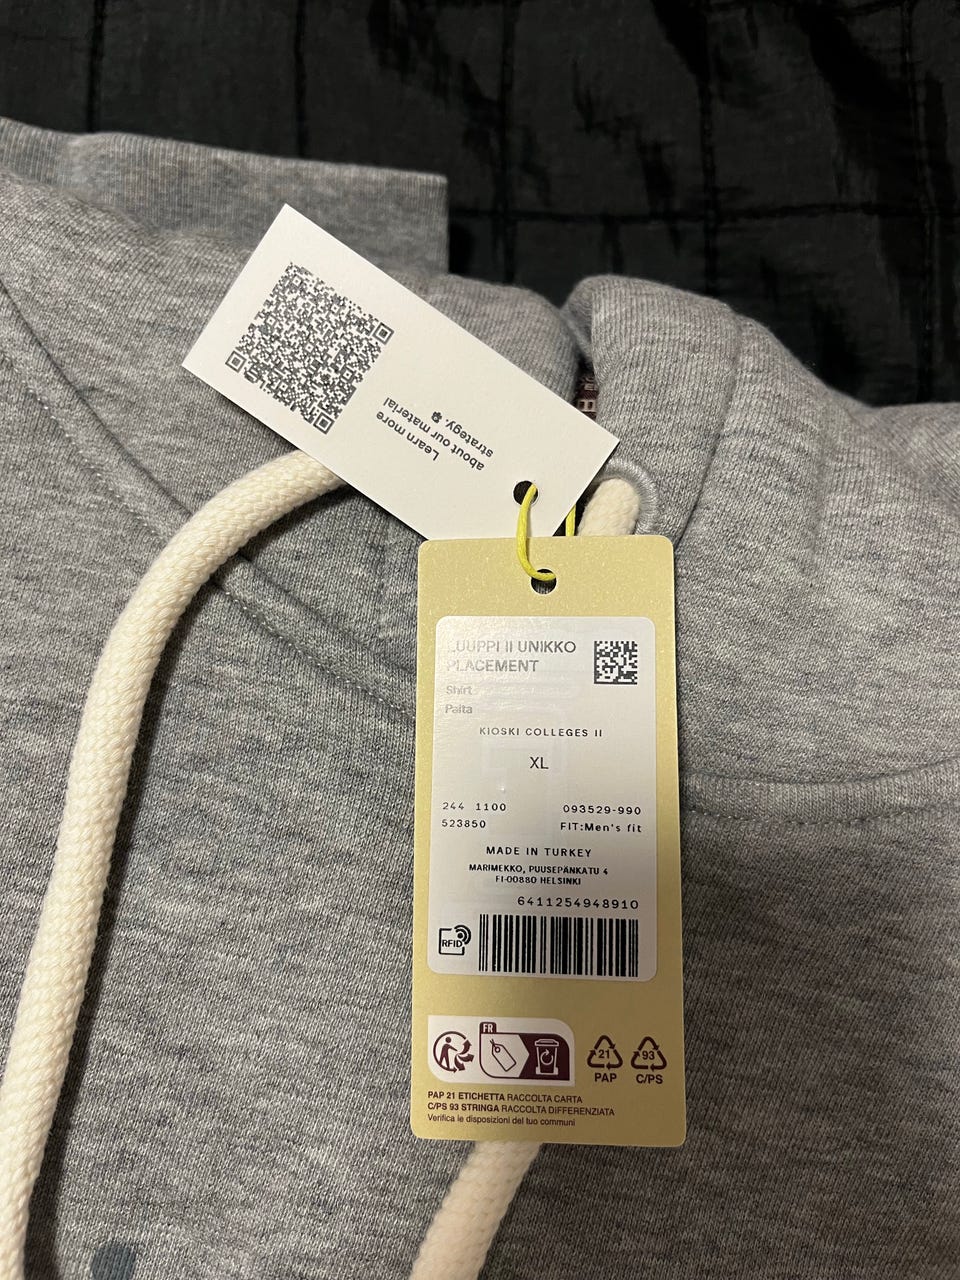 Learn more
about our material
strategy.
LUUPPI II UNIKKO
PLACEMENT
Shirt
Paita
KIOSKI COLLEGES II
XL
244 1100 093529-990
523850 FIT:Men's fit
MADE IN TURKEY
MARIMEKKO, PUUSEPÄNKATU 4
FI-00880 HELSINKI
6411254948910
RFID
FR
21 93
PAP C/PS
PAP 21 ETICHETTA RACCOLTA CARTA
C/PS 93 STRINGA RACCOLTA DIFFERENZIATA
Verifica le disposizioni del tuo communi